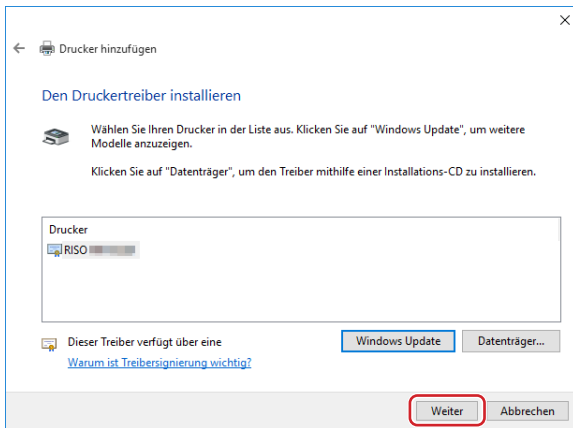 Drucker hinzufügen
Den Druckertreiber installieren
Wählen Sie Ihren Drucker in der Liste aus. Klicken Sie auf "Windows Update", um weitere
Modelle anzuzeigen.
Klicken Sie auf "Datenträger", um den Treiber mithilfe einer Installations-CD zu installieren.
Drucker
RISO
Dieser Treiber verfügt über eine
Warum ist Treibersignierung wichtig?
Windows Update
Datenträger...
Weiter
Abbrechen